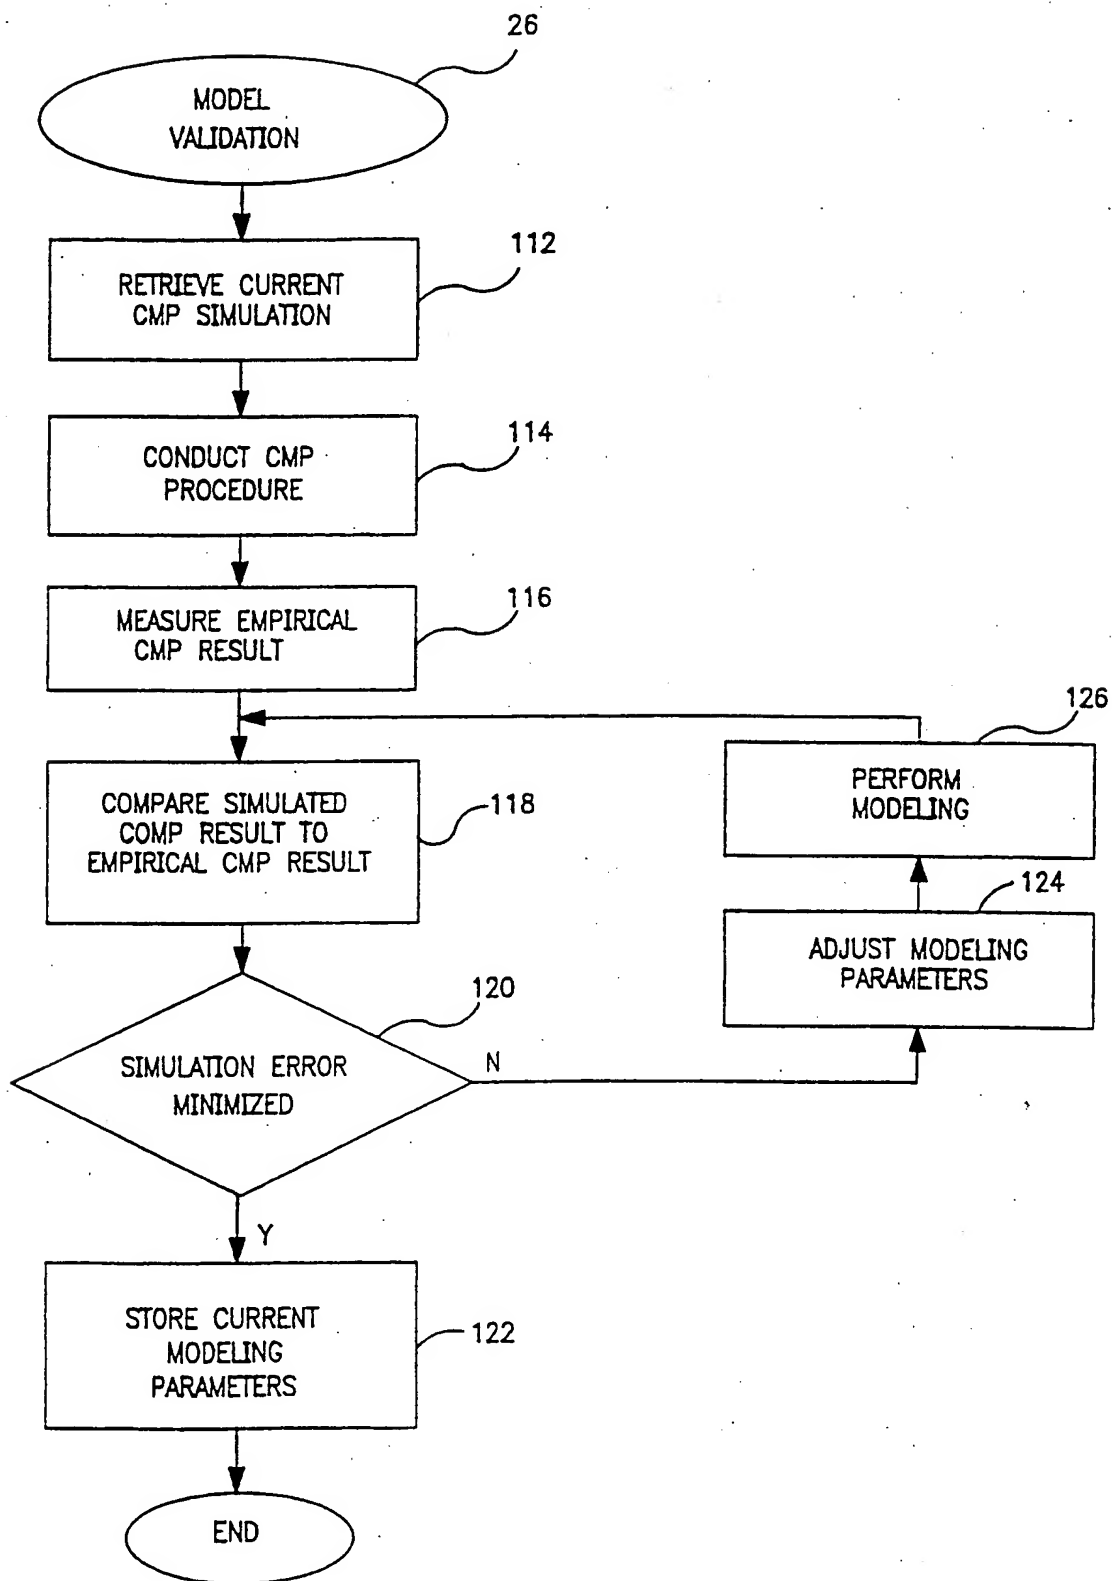 26
MODEL
VALIDATION
112
RETRIEVE CURRENT
CMP SIMULATION
114
CONDUCT CMP
PROCEDURE
116
MEASURE EMPIRICAL
CMP RESULT
118
COMPARE SIMULATED
COMP RESULT TO
EMPIRICAL CMP RESULT
120
SIMULATION ERROR
MINIMIZED
N
Y
126
PERFORM
MODELING
124
ADJUST MODELING
PARAMETERS
STORE CURRENT
MODELING
PARAMETERS
122
END